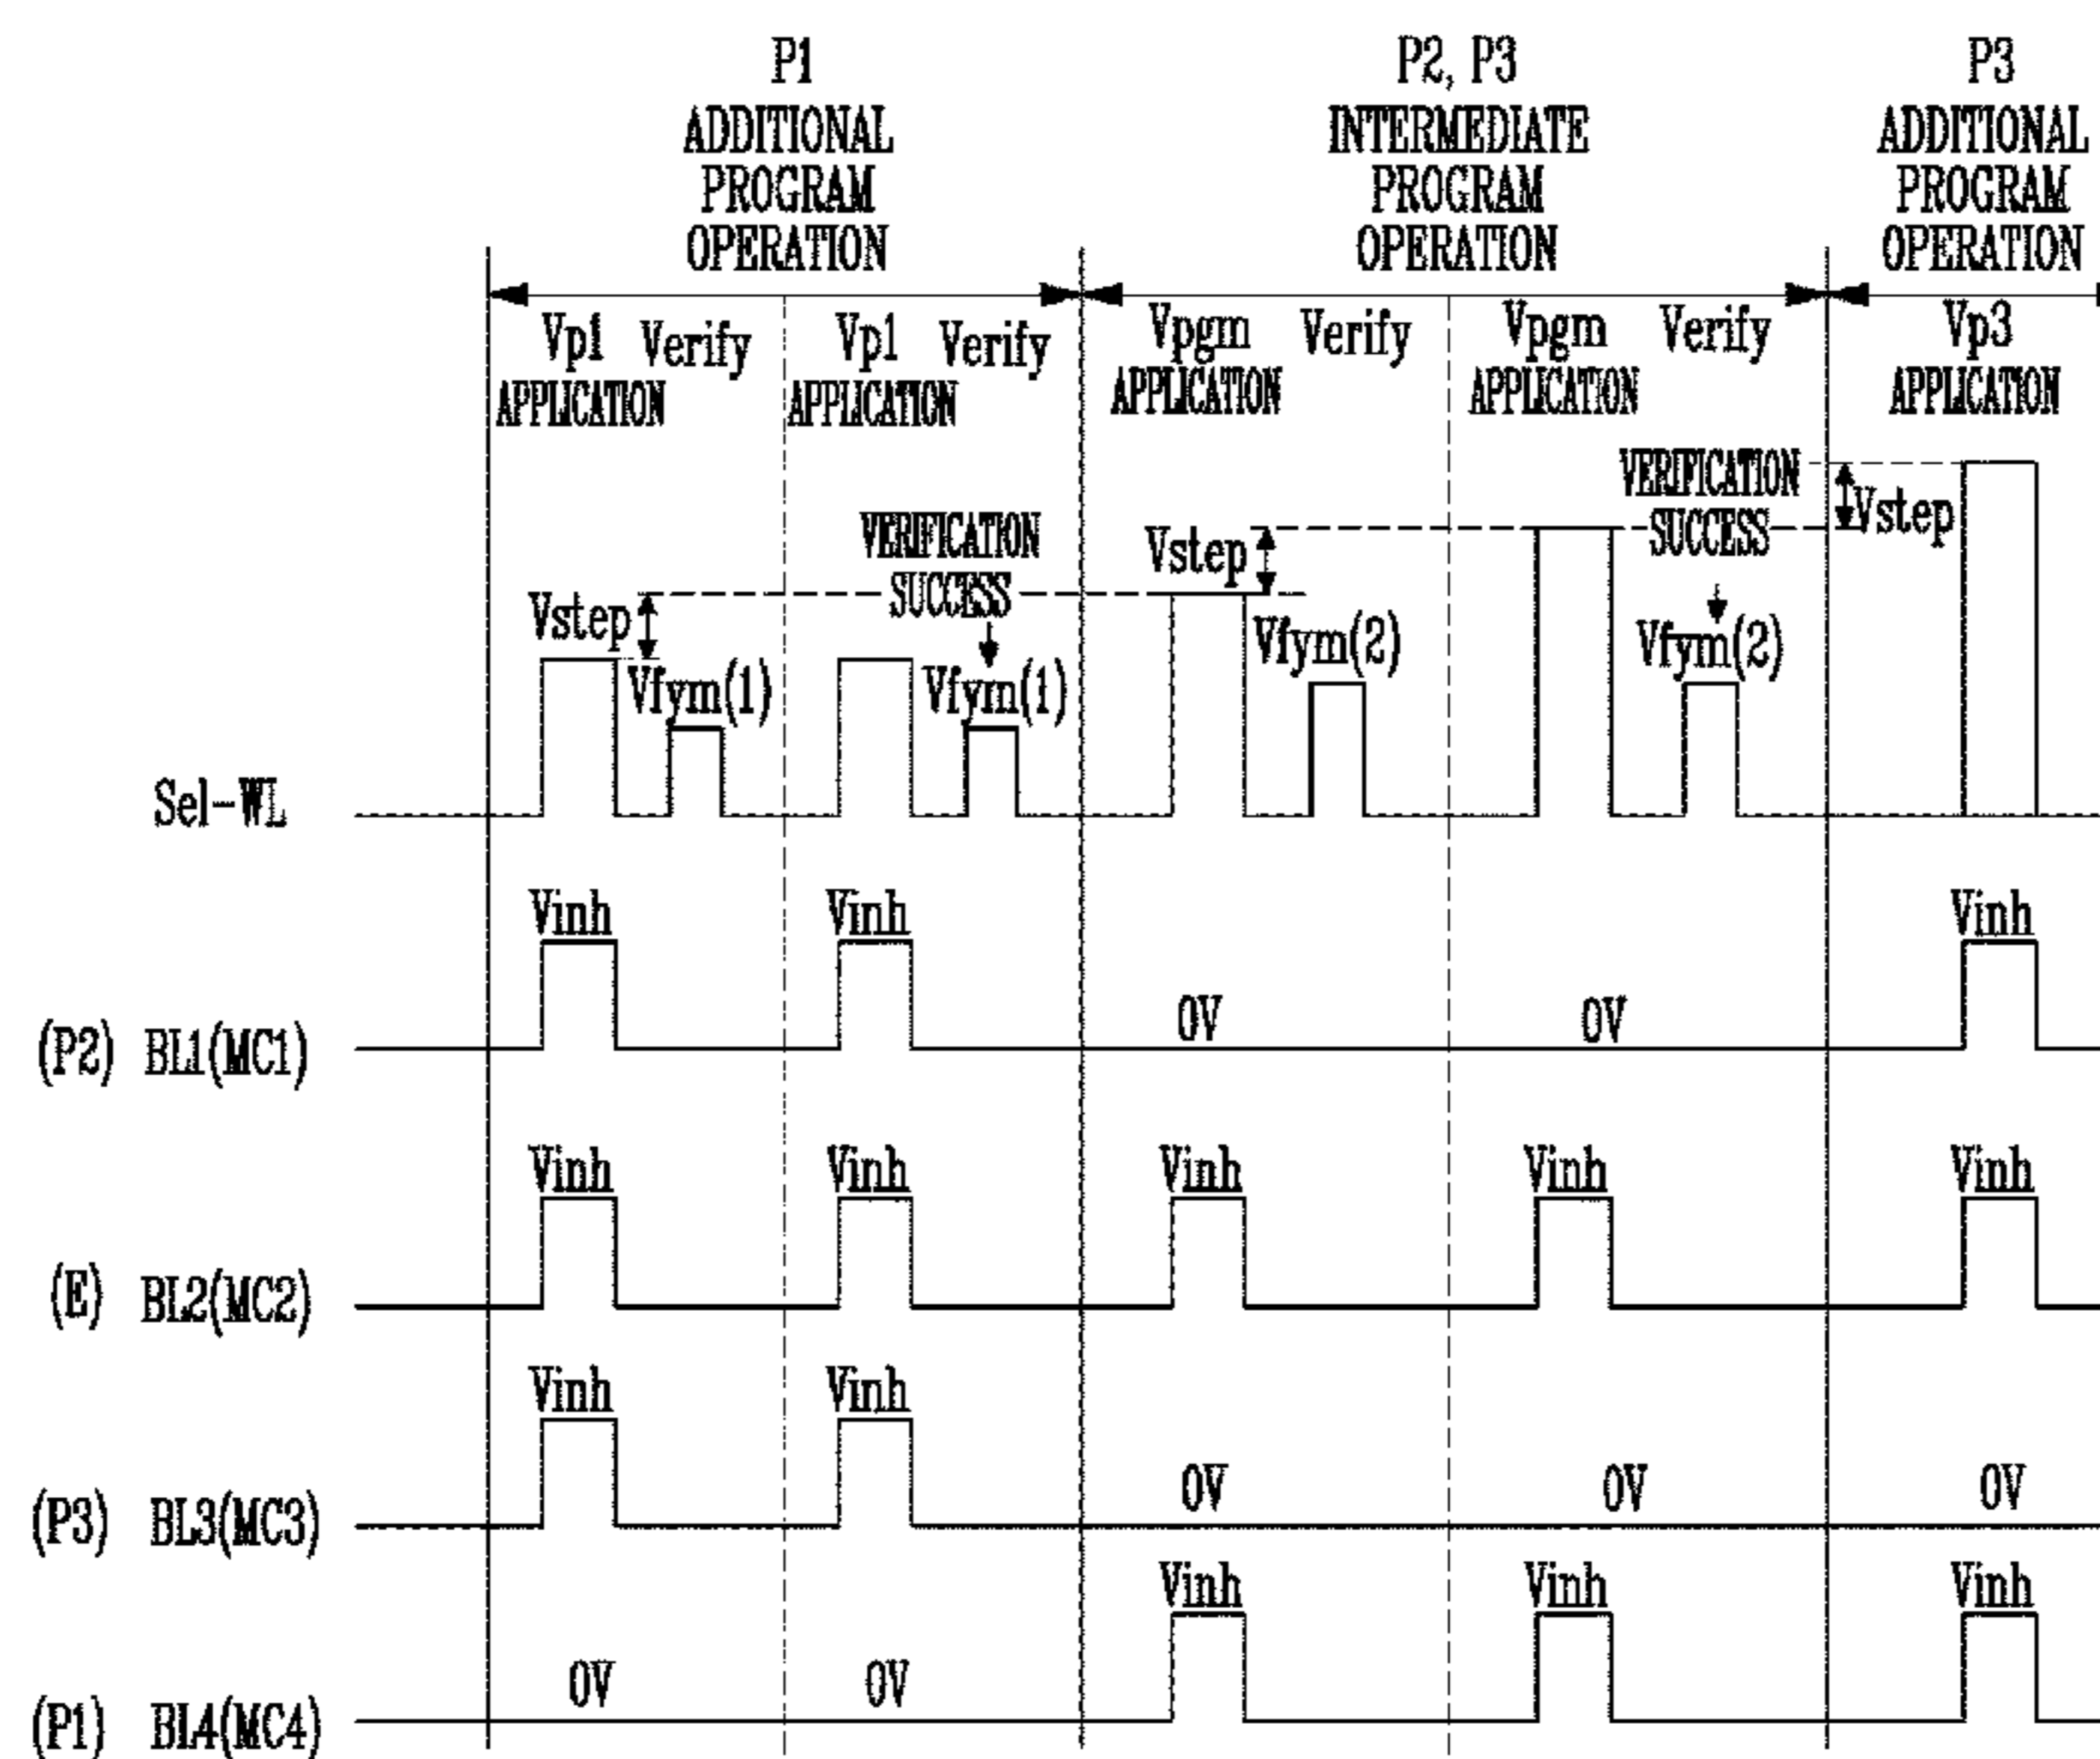 P1
ADDITIONAL
PROGRAM
OPERATION
P2, P3
INTERMEDIATE
PROGRAM
OPERATION
P3
ADDITIONAL
PROGRAM
OPERATION
Vp1
APPLICATION
Verify
Vp1
APPLICATION
Verify
Vpgm
APPLICATION
Verify
Vpgm
APPLICATION
Verify
Vp3
APPLICATION
Vstep
Vfym(1)
VERIFICATION
SUCCESS
Vfym(1)
Vstep
Vfym(2)
VERIFICATION
SUCCESS
Vfym(2)
Vstep
Sel-WL
Vinh
Vinh
Vinh
(P2) BL1(MC1)
0V
0V
Vinh
Vinh
Vinh
Vinh
Vinh
(E) BL2(MC2)
Vinh
Vinh
(P3) BL3(MC3)
0V
0V
0V
Vinh
Vinh
Vinh
(P1) BL4(MC4)
0V
0V